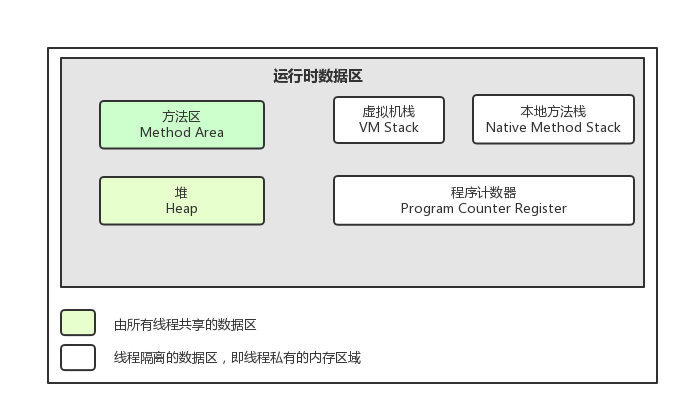 运行时数据区
方法区
Method Area
虚拟机栈
VM Stack
本地方法栈
Native Method Stack
堆
Heap
程序计数器
Program Counter Register
由所有线程共享的数据区
线程隔离的数据区，即线程私有的内存区域